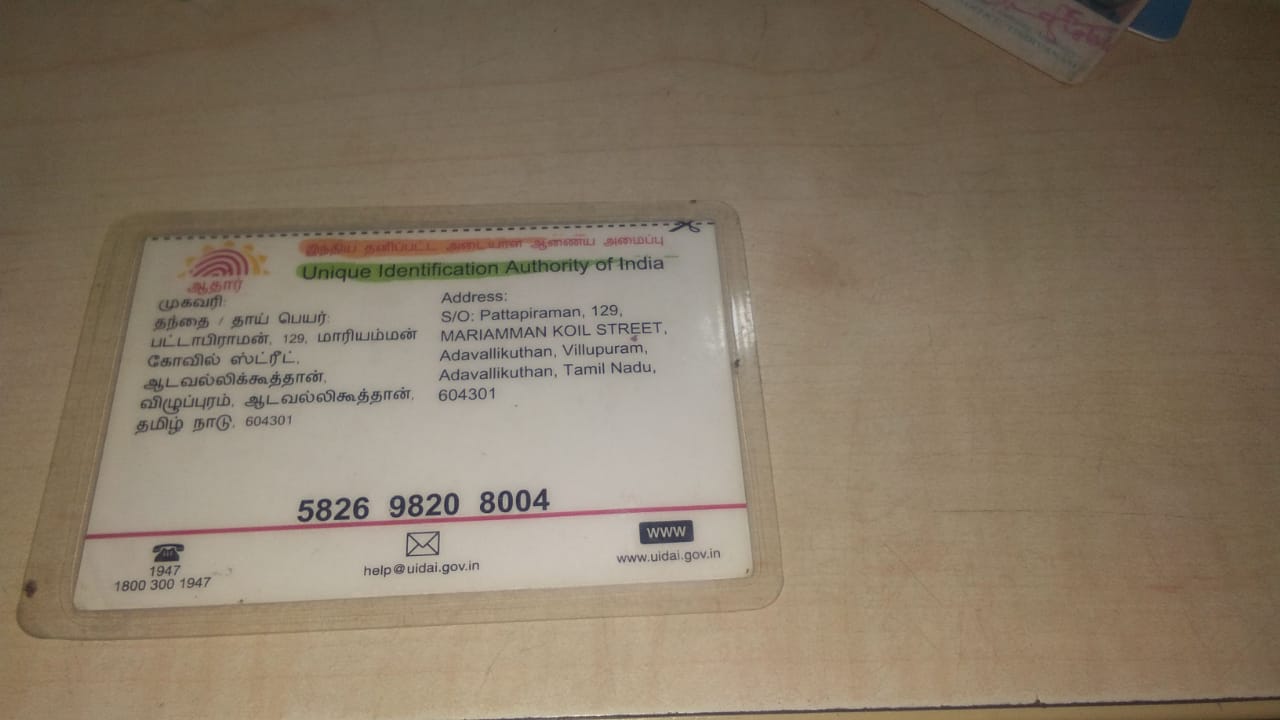 இந்திய தனிப்பட்ட அடையாள ஆணைய அமைப்பு
Unique Identification Authority of India
ஆதார்
முகவரி:
தந்தை / தாய் பெயர்:
பட்டாபிராமன், 129, மாரியம்மன்
கோவில் ஸ்ட்ரீட்,
ஆடவல்லிக்கூத்தான்,
விழுப்புரம், ஆடவல்லிகூத்தான்,
தமிழ் நாடு, 604301
Address:
S/O: Pattapiraman, 129,
MARIAMMAN KOIL STREET,
Adavallikuthan, Villupuram,
Adavallikuthan, Tamil Nadu,
604301
5826 9820 8004
1947
1800 300 1947
help@uidai.gov.in
www
www.uidai.gov.in